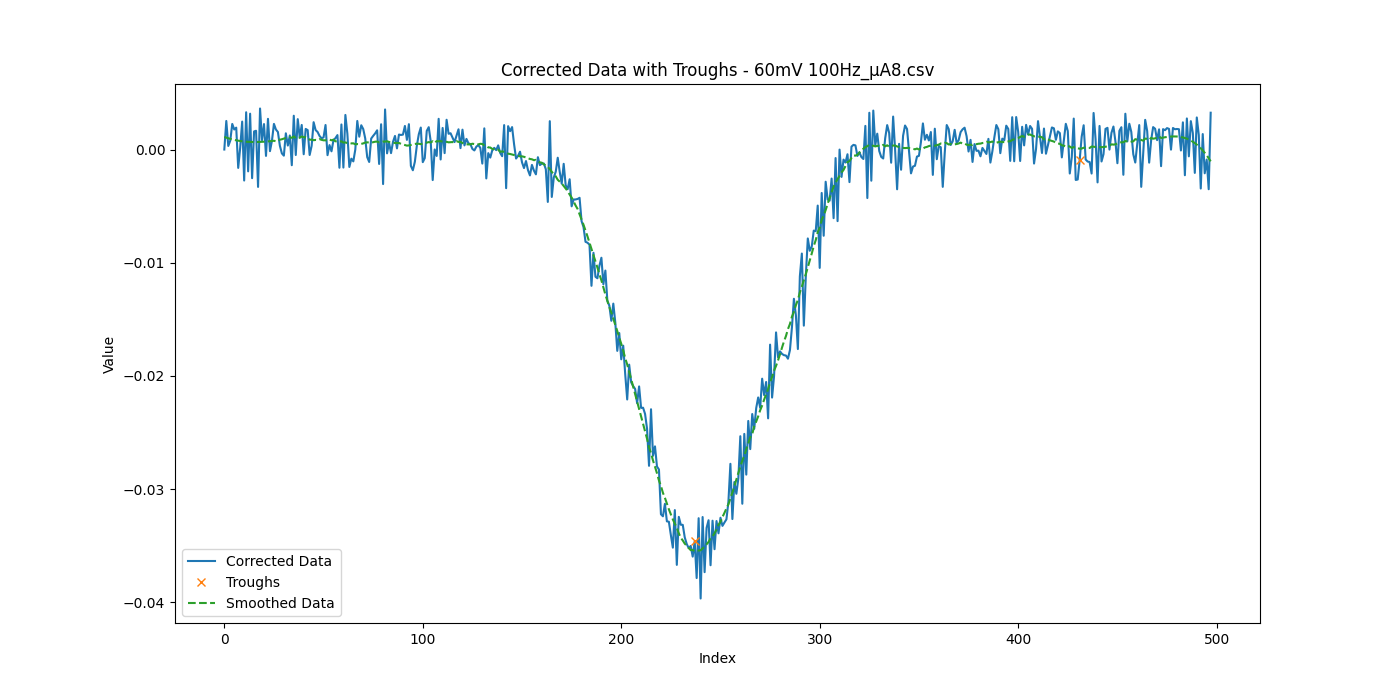 Corrected Data with Troughs - 60mV 100Hz_μA8.csv
0.00
−0.01
−0.02
−0.03
−0.04
Value
Corrected Data
Troughs
Smoothed Data
0 100 200 300 400 500
Index